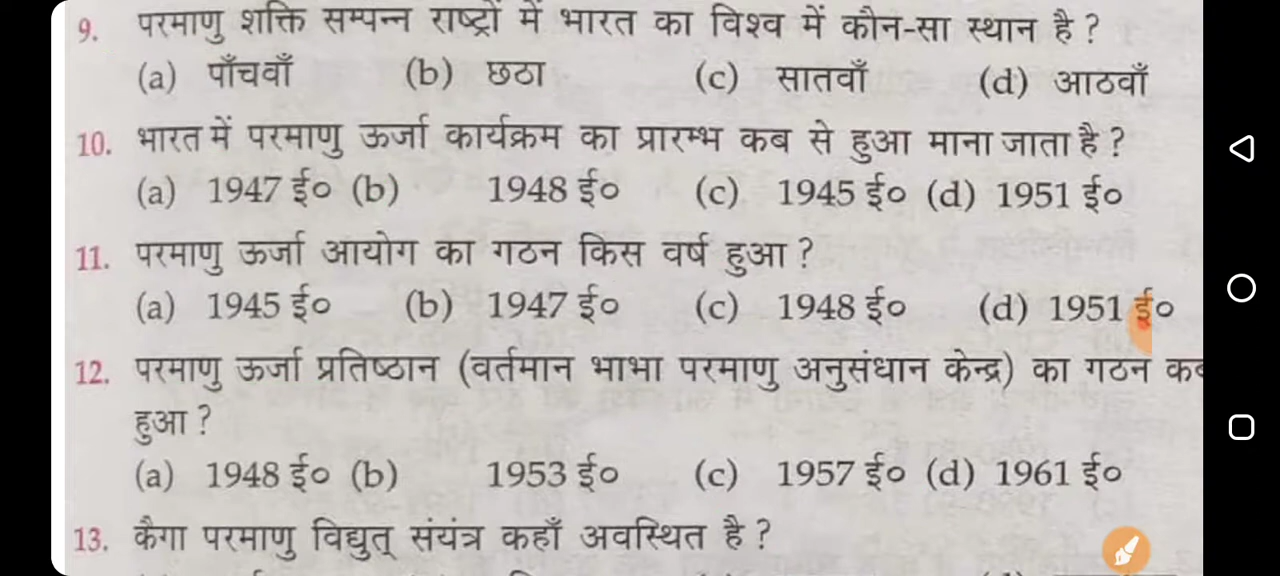 9. परमाणु शक्ति सम्पन्न राष्ट्रों में भारत का विश्व में कौन-सा स्थान है ?
(a) पाँचवाँ (b) छठा (c) सातवाँ (d) आठवाँ
10. भारत में परमाणु ऊर्जा कार्यक्रम का प्रारम्भ कब से हुआ माना जाता है ?
(a) 1947 ई० (b) 1948 ई० (c) 1945 ई० (d) 1951 ई०
11. परमाणु ऊर्जा आयोग का गठन किस वर्ष हुआ ?
(a) 1945 ई० (b) 1947 ई० (c) 1948 ई० (d) 1951 ई०
12. परमाणु ऊर्जा प्रतिष्ठान (वर्तमान भाभा परमाणु अनुसंधान केन्द्र) का गठन कब
हुआ ?
(a) 1948 ई० (b) 1953 ई० (c) 1957 ई० (d) 1961 ई०
13. कैगा परमाणु विद्युत् संयंत्र कहाँ अवस्थित है ?